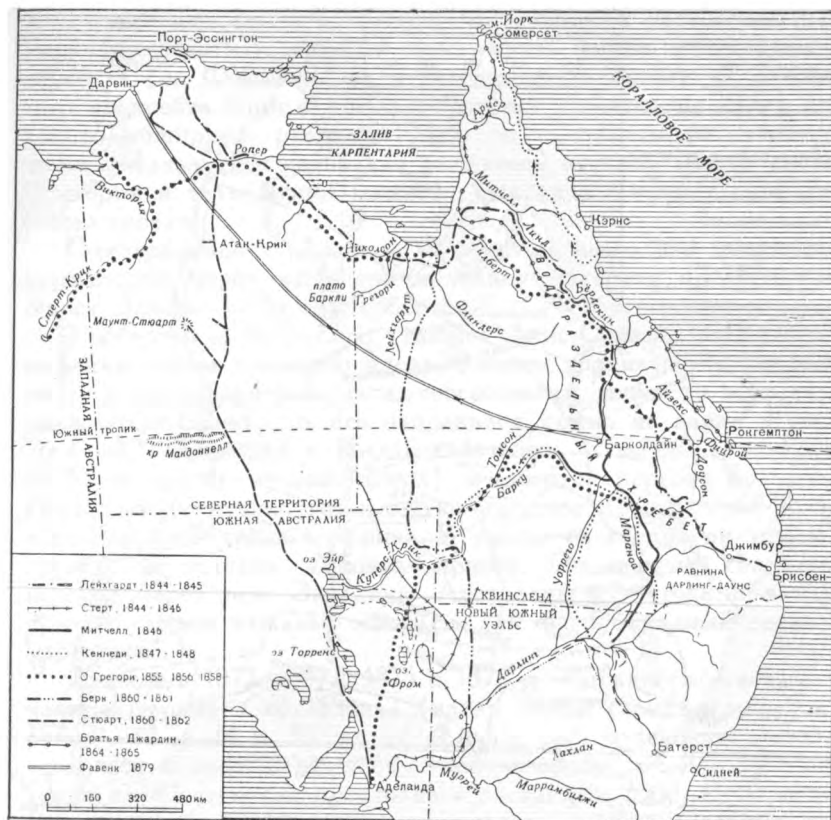 м. Йорк
Сомерсет
Порт-Эссингтон
Дарвин
КОРАЛЛОВОЕ МОРЕ
Арчер
ЗАЛИВ
КАРПЕНТАРИЯ
Ропер
Виктория
Митчелл
Линд
Кэрнс
Атан-Крик
Николсон
Гилберт
ВОДОРАЗДЕЛЬНЫЙ
Бёрдекин
плато
Баркли
Грегори
Лейххардт
Флиндерс
Стерт-Крик
Маунт-Стюарт
ЗАПАДНАЯ
АВСТРАЛИЯ
Айзекс
Рокгемптон
ЮЖНЫЙ тропик
хр Макдоннелл
Томсон
Барколдайн
Фицрой
Доусон
Барку
СЕВЕРНАЯ ТЕРРИТОРИЯ
ЮЖНАЯ АВСТРАЛИЯ
ХРЕБЕТ
Уоррего
Маранoa
Джимбур
Брисбен
оз Эйр
Куперс Крик
РАВНИНА
ДАРЛИНГ-ДАУНС
КВИНСЛЕНД
НОВЫЙ ЮЖНЫЙ
УЭЛЬС
оз Торренс
оз.
Фром
Дарлинг
Батерст
Лахлан
Сидней
Муррей
Маррамбиджи
Аделаида
Лейхгардт, 1844-1845
Стерт, 1844-1846
Митчелл, 1846
Кеннеди, 1847-1848
О Грегори, 1855 1856 1858
Берк, 1860-1861
Стюарт, 1860-1862
Братья Джардин,
1864-1865
Фавенк 1879
0 160 320 480 км